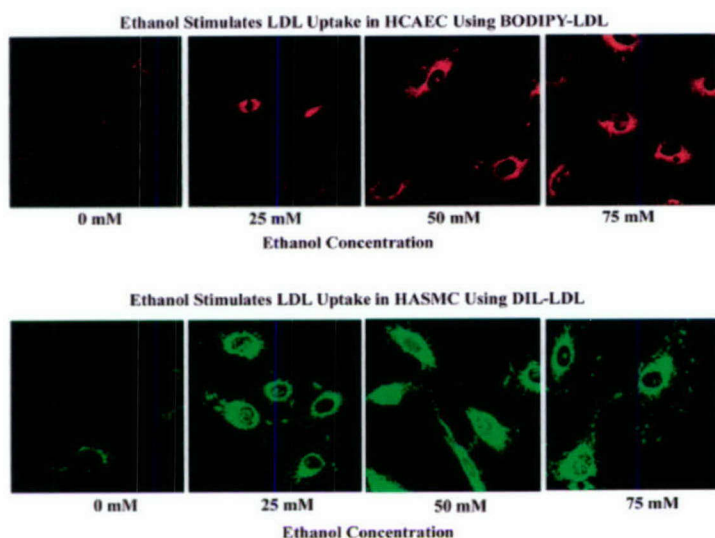 Ethanol Stimulates LDL Uptake in HCAEC Using BODIPY-LDL
0 mM 25 mM 50 mM 75 mM
Ethanol Concentration
Ethanol Stimulates LDL Uptake in HASMC Using DIL-LDL
0 mM 25 mM 50 mM 75 mM
Ethanol Concentration